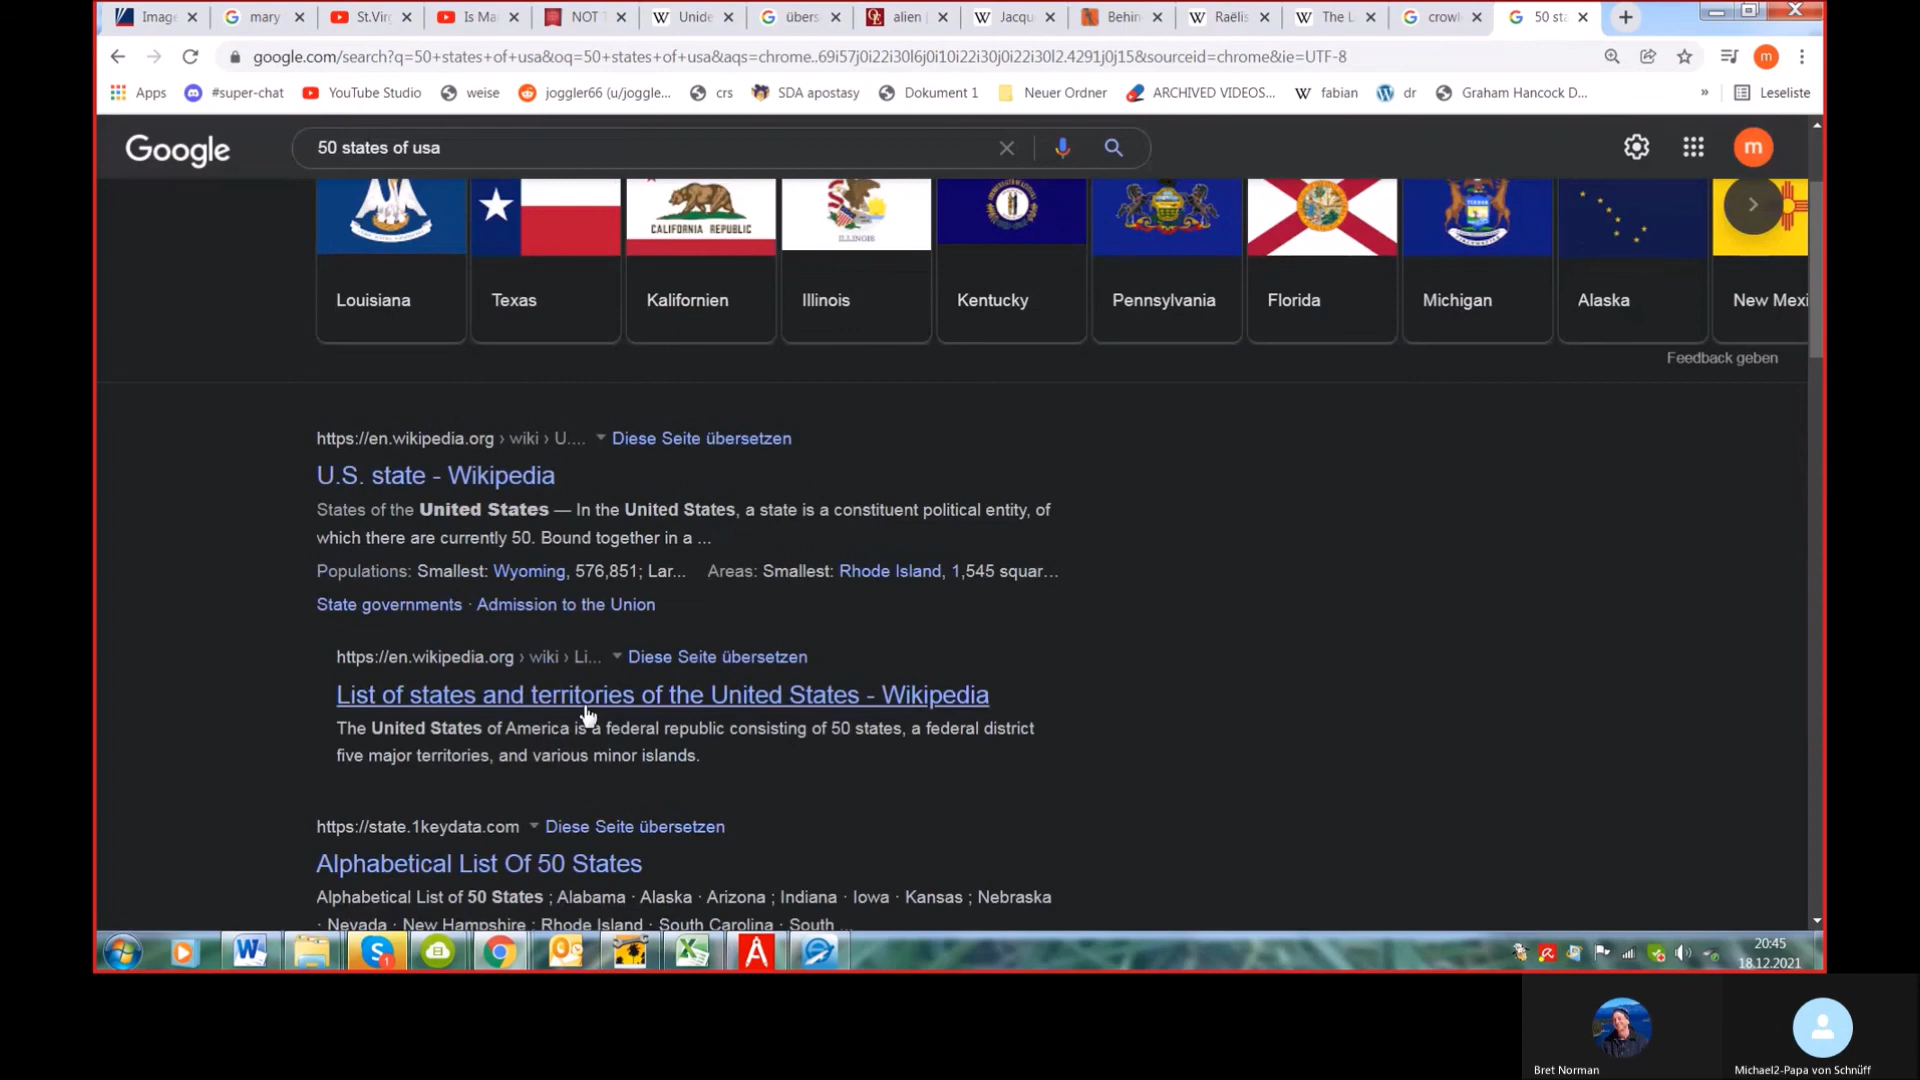 Image
mary
St.Vir
Is Ma
NOT
Unide
übers
alien
Jacqu
Behin
Raëlis
The L
crowl
50 sta
google.com/search?q=50+states+of+usa&oq=50+states+of+usa&aqs=chrome..69i57j0i22i30l6j0i10i22i30j0i22i30l2.4291j0j15&sourceid=chrome&ie=UTF-8
m
Apps
#super-chat
YouTube Studio
weise
joggler66 (u/joggle...
crs
SDA apostasy
Dokument 1
Neuer Ordner
ARCHIVED VIDEOS...
fabian
dr
Graham Hancock D...
»
Leseliste
Google
50 states of usa
m
CALIFORNIA REPUBLIC
ILLINOIS
Louisiana
Texas
Kalifornien
Illinois
Kentucky
Pennsylvania
Florida
Michigan
Alaska
New Mexi
Feedback geben
https://en.wikipedia.org › wiki › U.... Diese Seite übersetzen
U.S. state - Wikipedia
States of the United States — In the United States, a state is a constituent political entity, of
which there are currently 50. Bound together in a ...
Populations: Smallest: Wyoming, 576,851; Lar... Areas: Smallest: Rhode Island, 1,545 squar...
State governments · Admission to the Union
https://en.wikipedia.org › wiki › Li... Diese Seite übersetzen
List of states and territories of the United States - Wikipedia
The United States of America is a federal republic consisting of 50 states, a federal district
five major territories, and various minor islands.
https://state.1keydata.com Diese Seite übersetzen
Alphabetical List Of 50 States
Alphabetical List of 50 States ; Alabama · Alaska · Arizona ; Indiana · Iowa · Kansas ; Nebraska
· Nevada · New Hampshire ; Rhode Island · South Carolina · South ...
20:45
18.12.2021
Bret Norman
Michael2-Papa von Schnüff